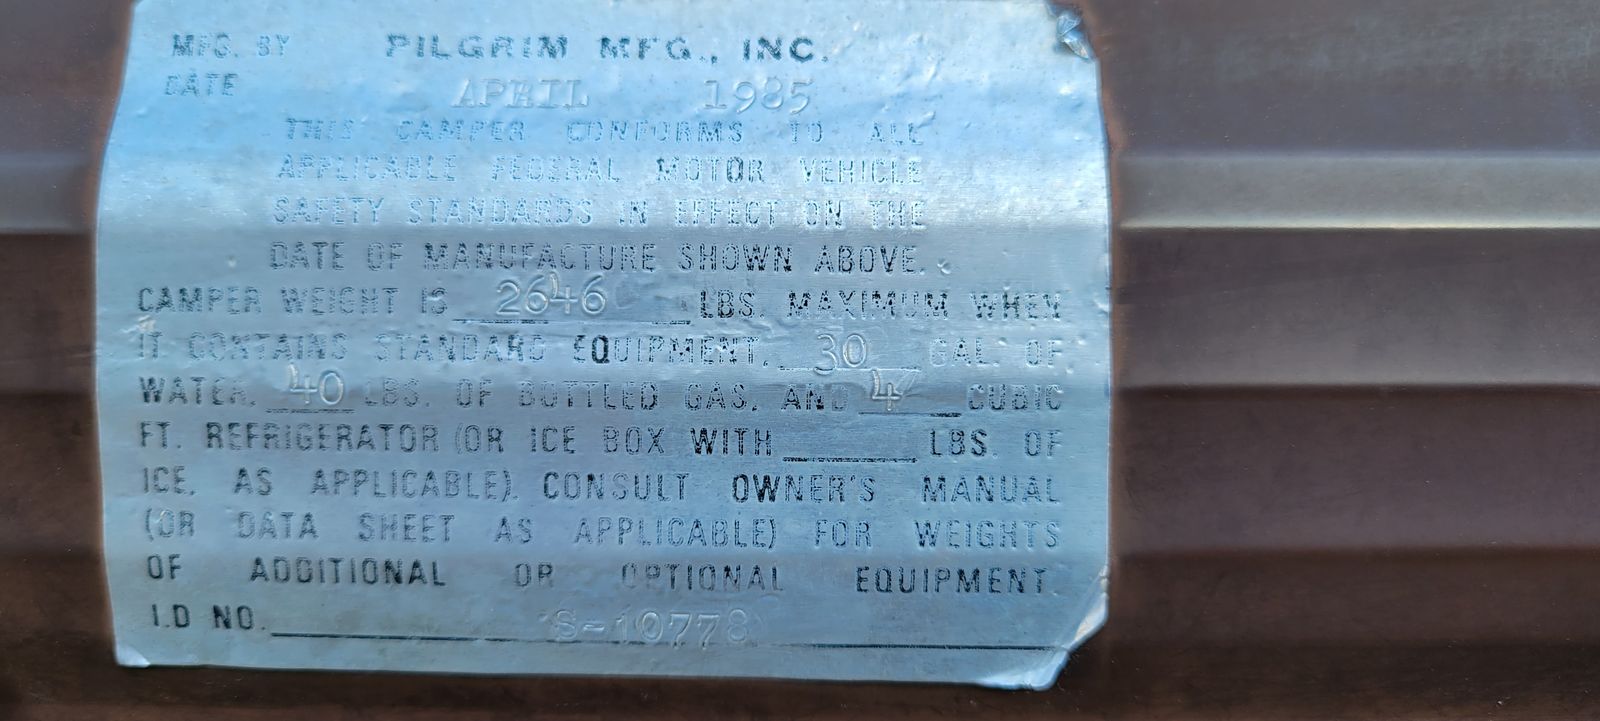 MFG. BY PILGRIM MFG., INC.
DATE APRIL 1985
THIS CAMPER CONFORMS TO ALL
APPLICABLE FEDERAL MOTOR VEHICLE
SAFETY STANDARDS IN EFFECT ON THE
DATE OF MANUFACTURE SHOWN ABOVE.
CAMPER WEIGHT IS 2646 LBS. MAXIMUM WHEN
IT CONTAINS STANDARD EQUIPMENT, 30 GAL. OF
WATER, 40 LBS. OF BOTTLED GAS, AND 4 CUBIC
FT. REFRIGERATOR (OR ICE BOX WITH ______ LBS. OF
ICE, AS APPLICABLE). CONSULT OWNER'S MANUAL
(OR DATA SHEET AS APPLICABLE) FOR WEIGHTS
OF ADDITIONAL OR OPTIONAL EQUIPMENT.
I.D NO. S-10778